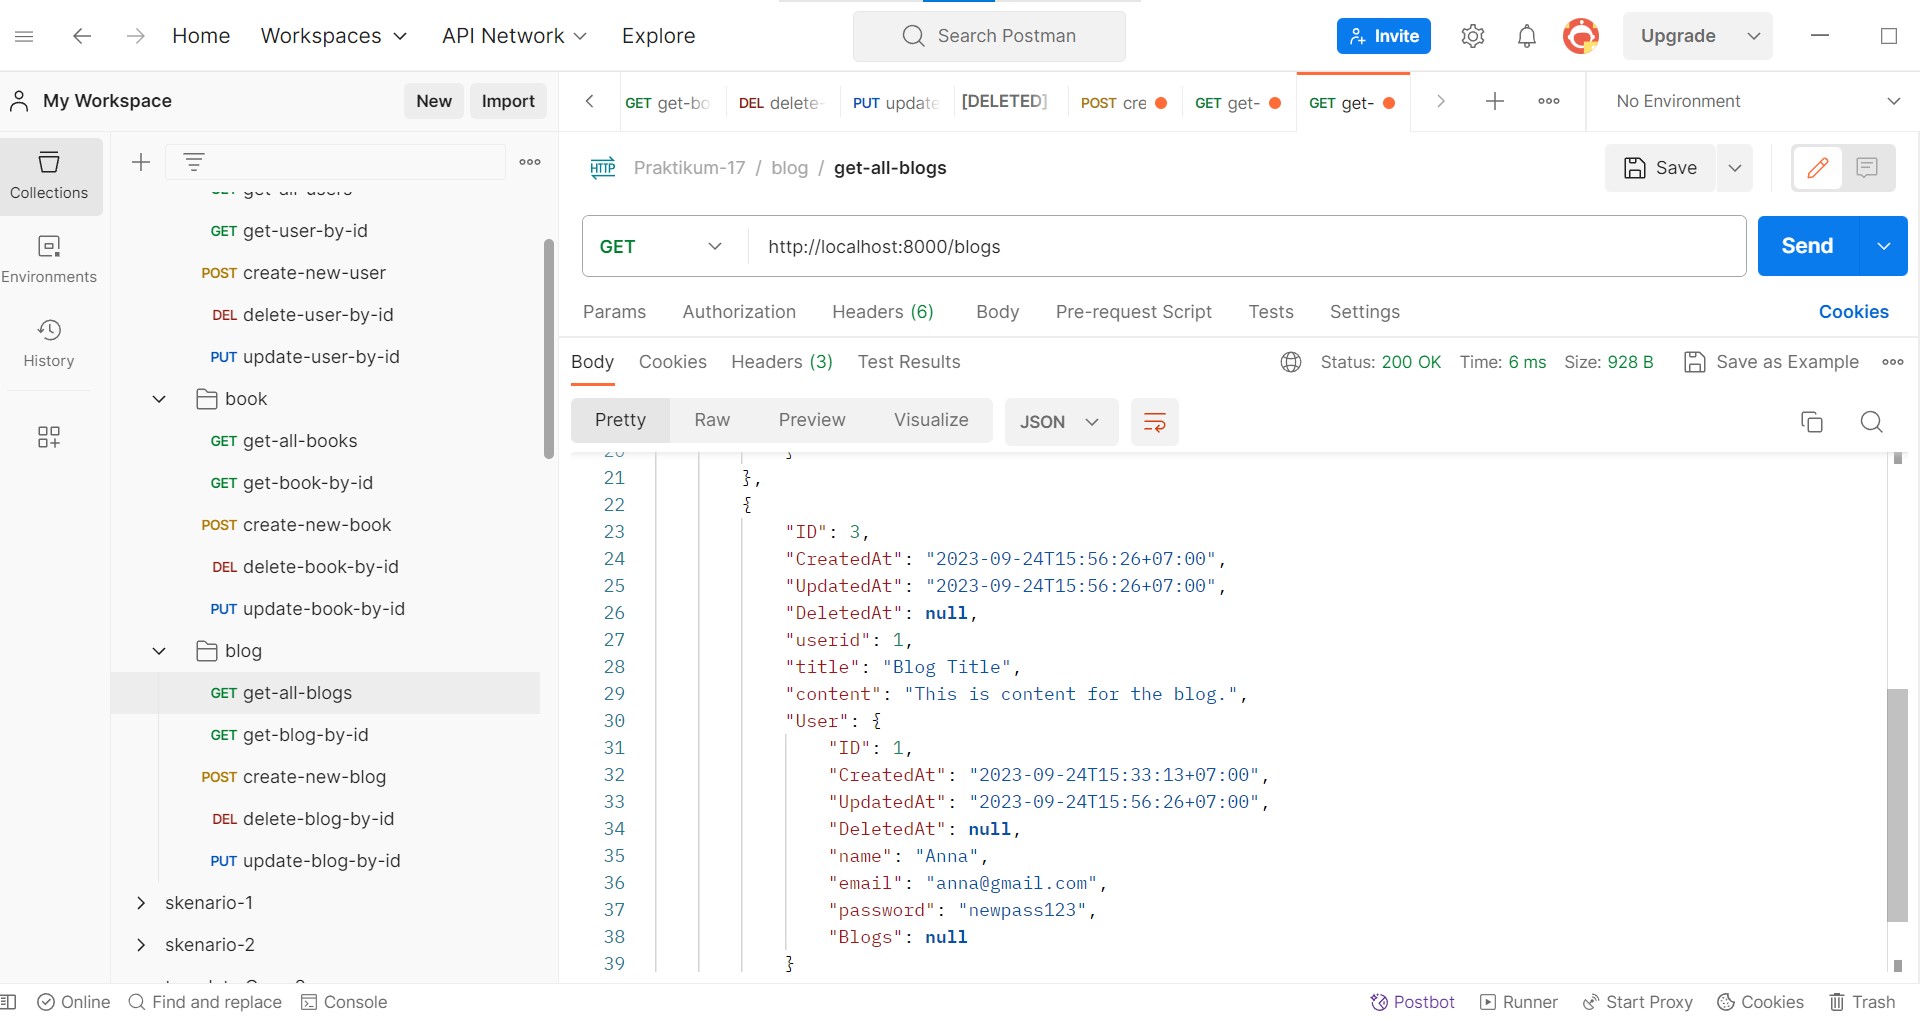 Home Workspaces API Network Explore Search Postman Invite Upgrade
My Workspace New Import GET get-bo DEL delete- PUT update [DELETED] POST cre GET get- GET get- No Environment
Collections
Environments
History
get-all-users
GET get-user-by-id
POST create-new-user
DEL delete-user-by-id
PUT update-user-by-id
book
GET get-all-books
GET get-book-by-id
POST create-new-book
DEL delete-book-by-id
PUT update-book-by-id
blog
GET get-all-blogs
GET get-blog-by-id
POST create-new-blog
DEL delete-blog-by-id
PUT update-blog-by-id
skenario-1
skenario-2
HTTP Praktikum-17 / blog / get-all-blogs Save
GET http://localhost:8000/blogs Send
Params Authorization Headers (6) Body Pre-request Script Tests Settings Cookies
Body Cookies Headers (3) Test Results Status: 200 OK Time: 6 ms Size: 928 B Save as Example
Pretty Raw Preview Visualize JSON
20 }
21 },
22 {
23 "ID": 3,
24 "CreatedAt": "2023-09-24T15:56:26+07:00",
25 "UpdatedAt": "2023-09-24T15:56:26+07:00",
26 "DeletedAt": null,
27 "userid": 1,
28 "title": "Blog Title",
29 "content": "This is content for the blog.",
30 "User": {
31 "ID": 1,
32 "CreatedAt": "2023-09-24T15:33:13+07:00",
33 "UpdatedAt": "2023-09-24T15:56:26+07:00",
34 "DeletedAt": null,
35 "name": "Anna",
36 "email": "anna@gmail.com",
37 "password": "newpass123",
38 "Blogs": null
39 }
Online Find and replace Console Postbot Runner Start Proxy Cookies Trash